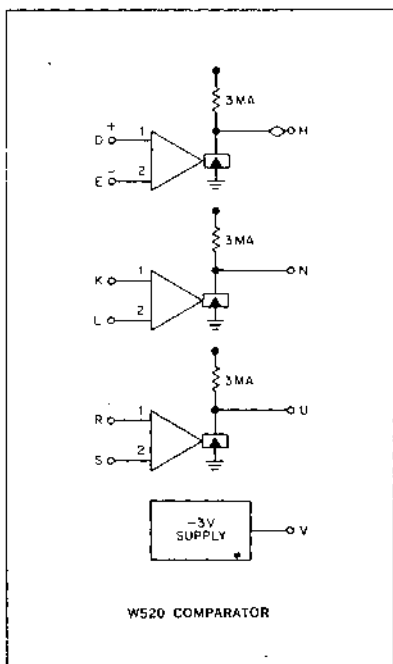 3MA
+
D 1 H
-
E 2
3MA
K 1 N
L 2
3MA
R 1 U
S 2
-3V
SUPPLY V
W520 COMPARATOR